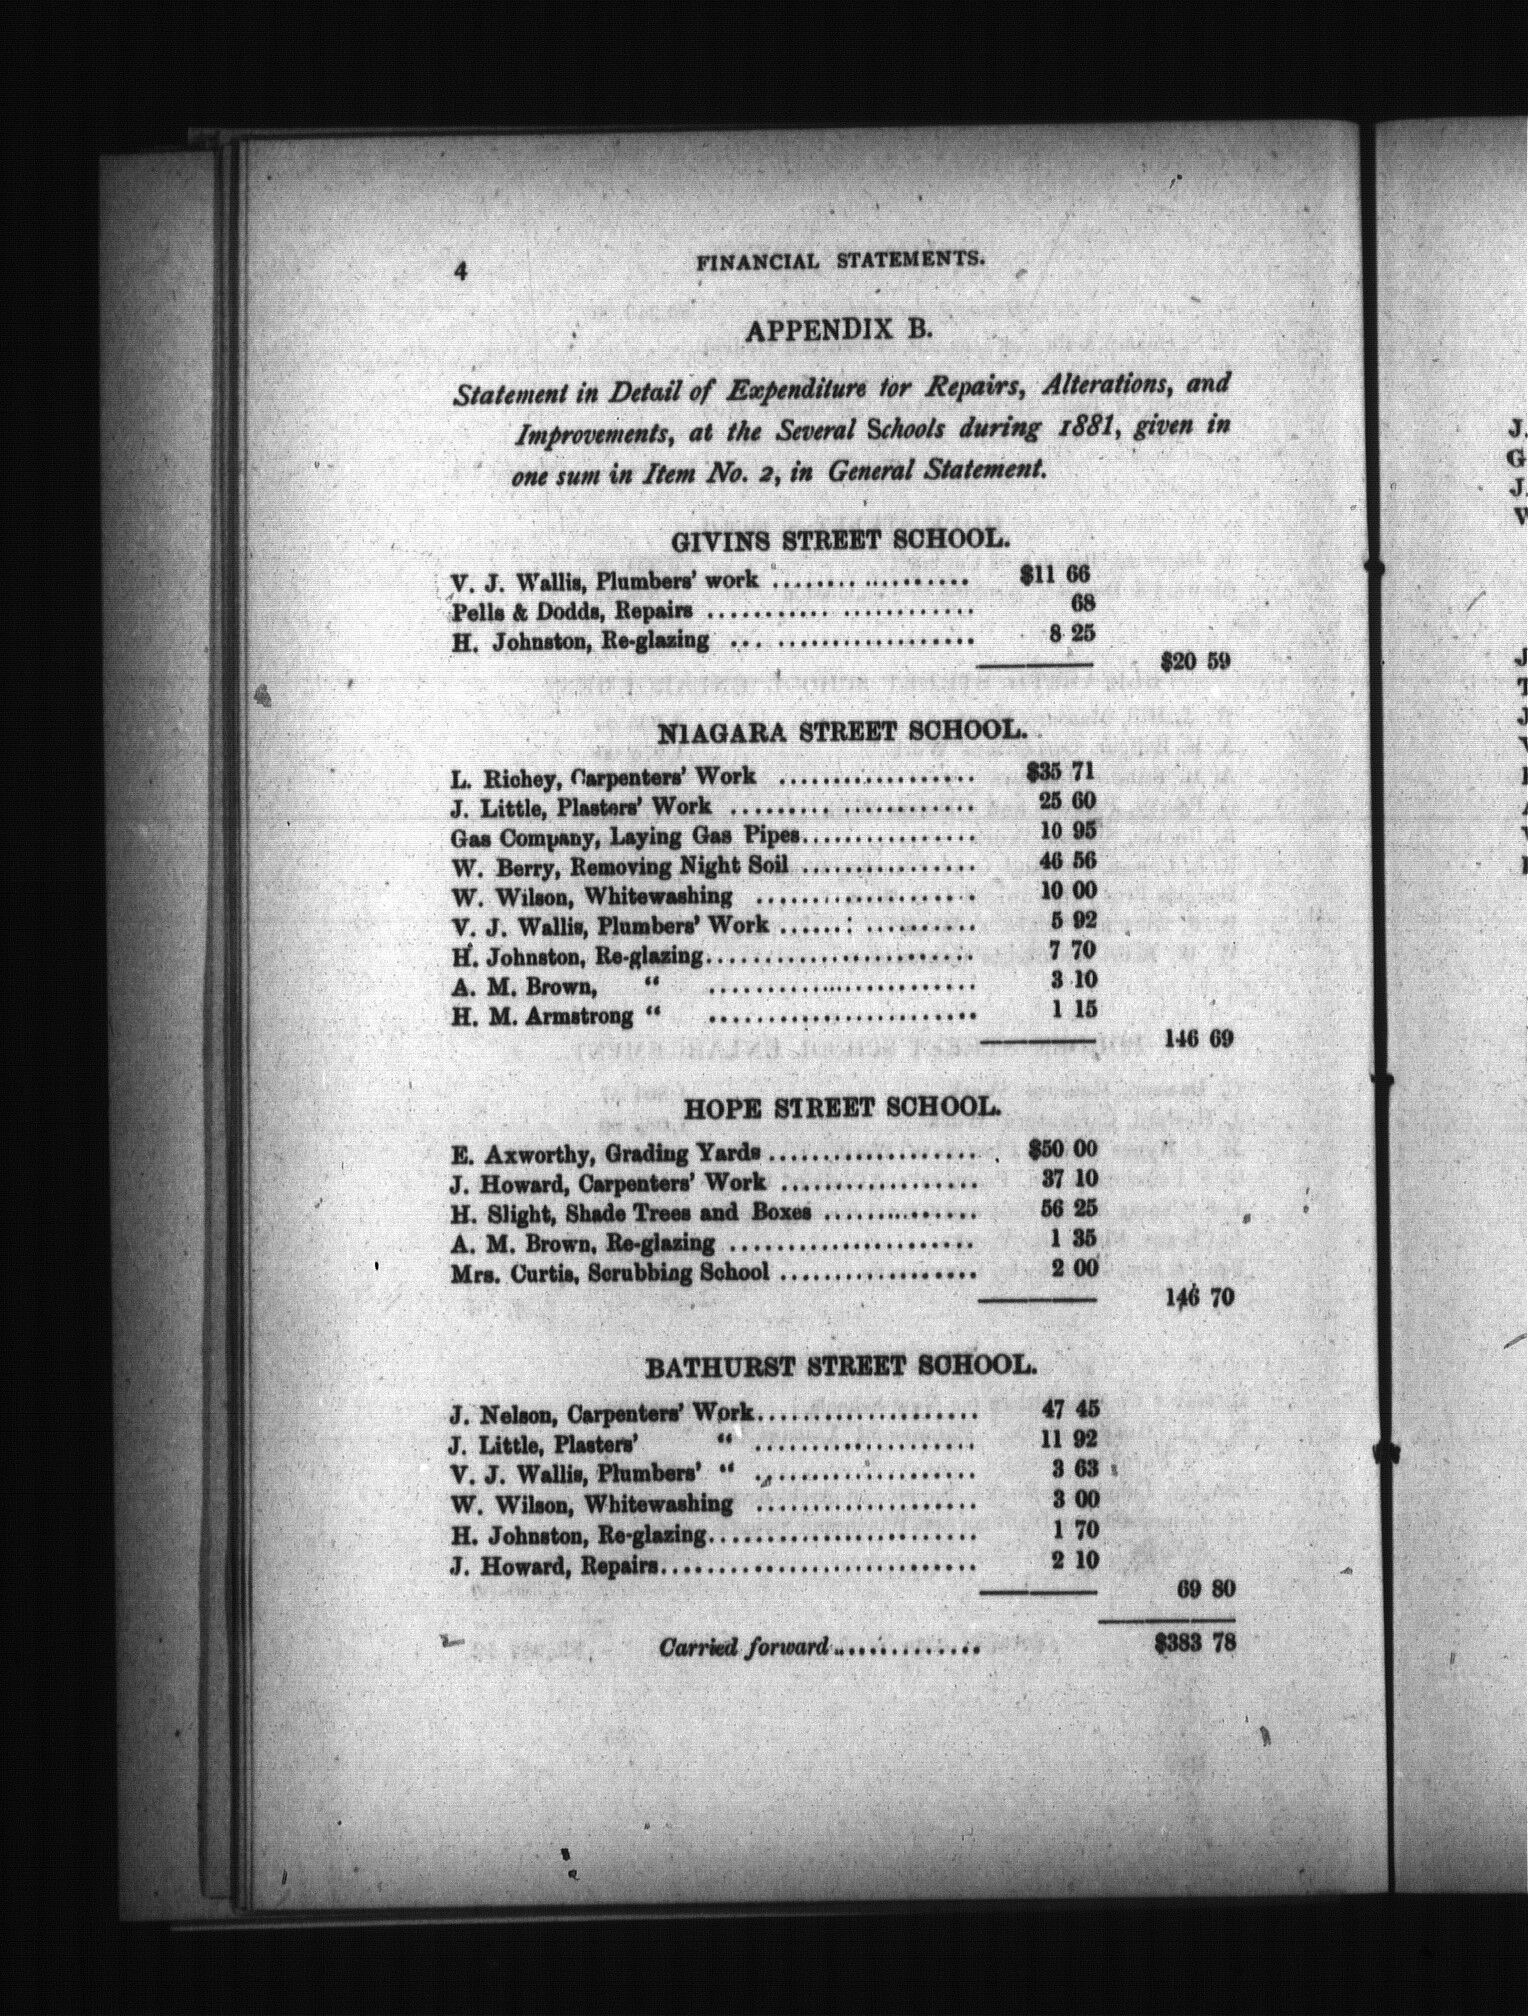 4 FINANCIAL STATEMENTS.
APPENDIX B.
Statement in Detail of Expenditure for Repairs, Alterations, and
Improvements, at the Several Schools during 1881, given in
one sum in Item No. 2, in General Statement.
GIVINS STREET SCHOOL.
V. J. Wallis, Plumbers' work .................. $11 66
Pells & Dodds, Repairs ...................... 68
H. Johnston, Re-glazing .................... 8 25
$20 59
NIAGARA STREET SCHOOL.
L. Richey, Carpenters' Work ................. $35 71
J. Little, Plasters' Work .................... 25 60
Gas Company, Laying Gas Pipes............... 10 95
W. Berry, Removing Night Soil ............... 46 56
W. Wilson, Whitewashing ................... 10 00
V. J. Wallis, Plumbers' Work ................. 5 92
H. Johnston, Re-glazing....................... 7 70
A. M. Brown, “ ....................... 3 10
H. M. Armstrong “ ....................... 1 15
146 69
HOPE STREET SCHOOL.
E. Axworthy, Grading Yards .................. $50 00
J. Howard, Carpenters' Work ................. 37 10
H. Slight, Shade Trees and Boxes ............. 56 25
A. M. Brown, Re-glazing ..................... 1 35
Mrs. Curtis, Scrubbing School ................. 2 00
146 70
BATHURST STREET SCHOOL.
J. Nelson, Carpenters' Work................... 47 45
J. Little, Plasters' “ ................... 11 92
V. J. Wallis, Plumbers' “ ................... 3 63
W. Wilson, Whitewashing ................... 3 00
H. Johnston, Re-glazing....................... 1 70
J. Howard, Repairs........................... 2 10
69 80
Carried forward............. $383 78